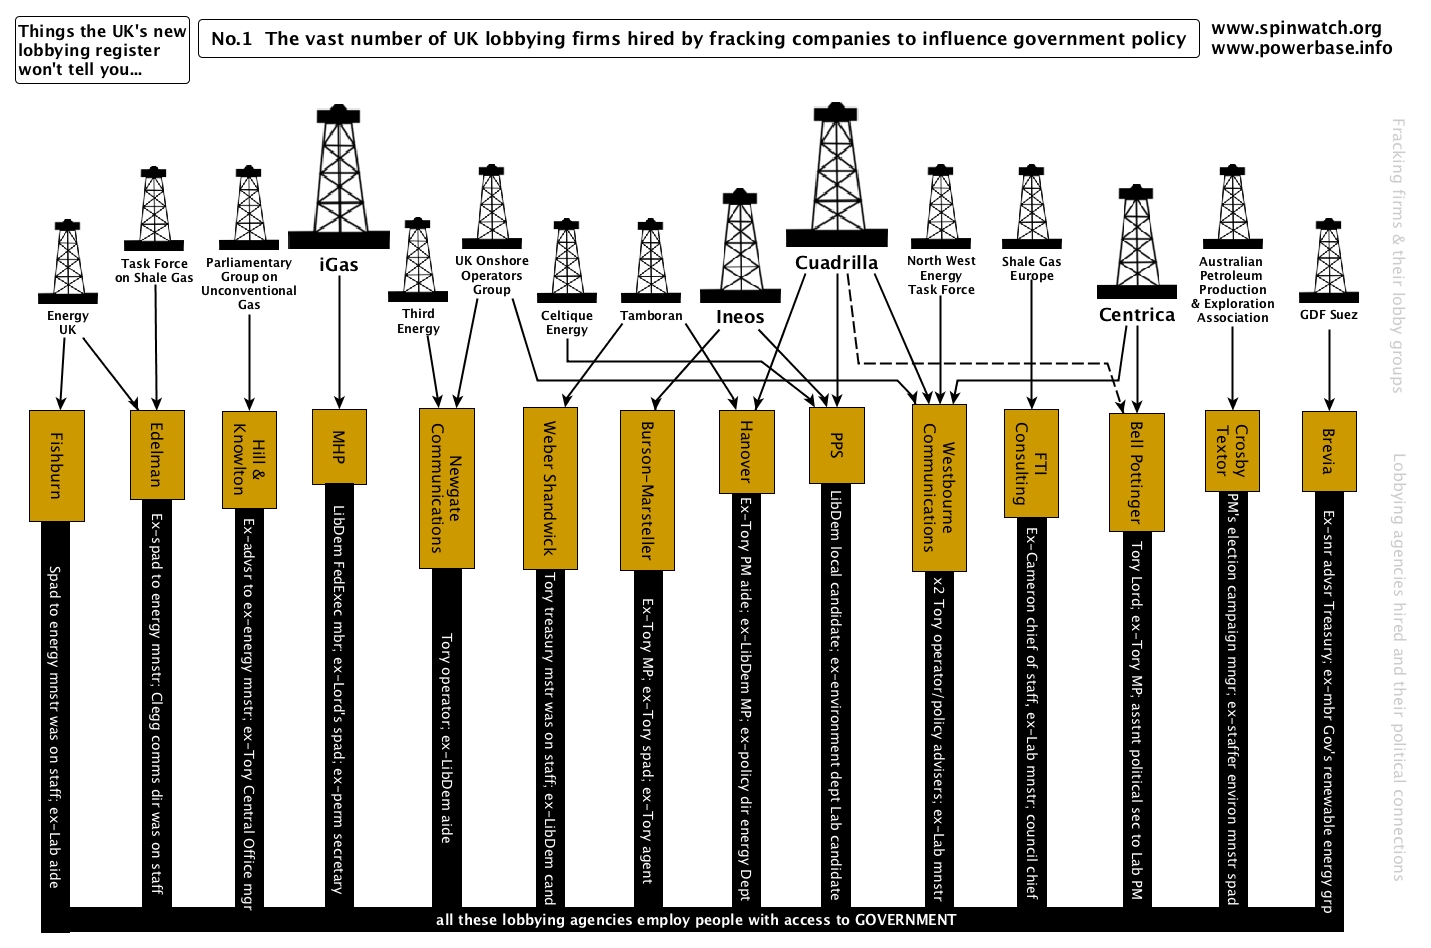 Things the UK's new
lobbying register
won't tell you...
No.1 The vast number of UK lobbying firms hired by fracking companies to influence government policy
www.spinwatch.org
www.powerbase.info
Energy
UK
Task Force
on Shale Gas
Parliamentary
Group on
Unconventional
Gas
iGas
Third
Energy
UK Onshore
Operators
Group
Celtique
Energy
Tamboran
Ineos
Cuadrilla
North West
Energy
Task Force
Shale Gas
Europe
Centrica
Australian
Petroleum
Production
& Exploration
Association
GDF Suez
Fracking firms & their lobby groups
Fishburn
Edelman
Hill &
Knowlton
MHP
Newgate
Communications
Weber Shandwick
Burson-Marsteller
Hanover
PPS
Westbourne
Communications
FTI
Consulting
Bell Pottinger
Crosby
Textor
Brevia
Lobbying agencies hired and their political connections
Spad to energy mnstr was on staff; ex-Lab aide
Ex-spad to energy mnstr; Clegg comms dir was on staff
Ex-advsr to ex-energy mnstr; ex-Tory Central Office mgr
LibDem FedExec mbr; ex-Lord's spad; ex-perm secretary
Tory operator; ex-LibDem aide
Tory treasury mstr was on staff; ex-LibDem cand
Ex-Tory MP; ex-Tory spad; ex-Tory agent
Ex-Tory PM aide; ex-LibDem MP; ex-policy dir energy Dept
LibDem local candidate; ex-environment dept Lab candidate
x2 Tory operator/policy advisers; ex-Lab mnstr
Ex-Cameron chief of staff, ex-Lab mnstr; council chief
Tory Lord; ex-Tory MP; asstnt political sec to Lab PM
PM's election campaign mngr; ex-staffer environ mnstr spad
Ex-snr advsr Treasury; ex-mbr Gov's renewable energy grp
all these lobbying agencies employ people with access to GOVERNMENT